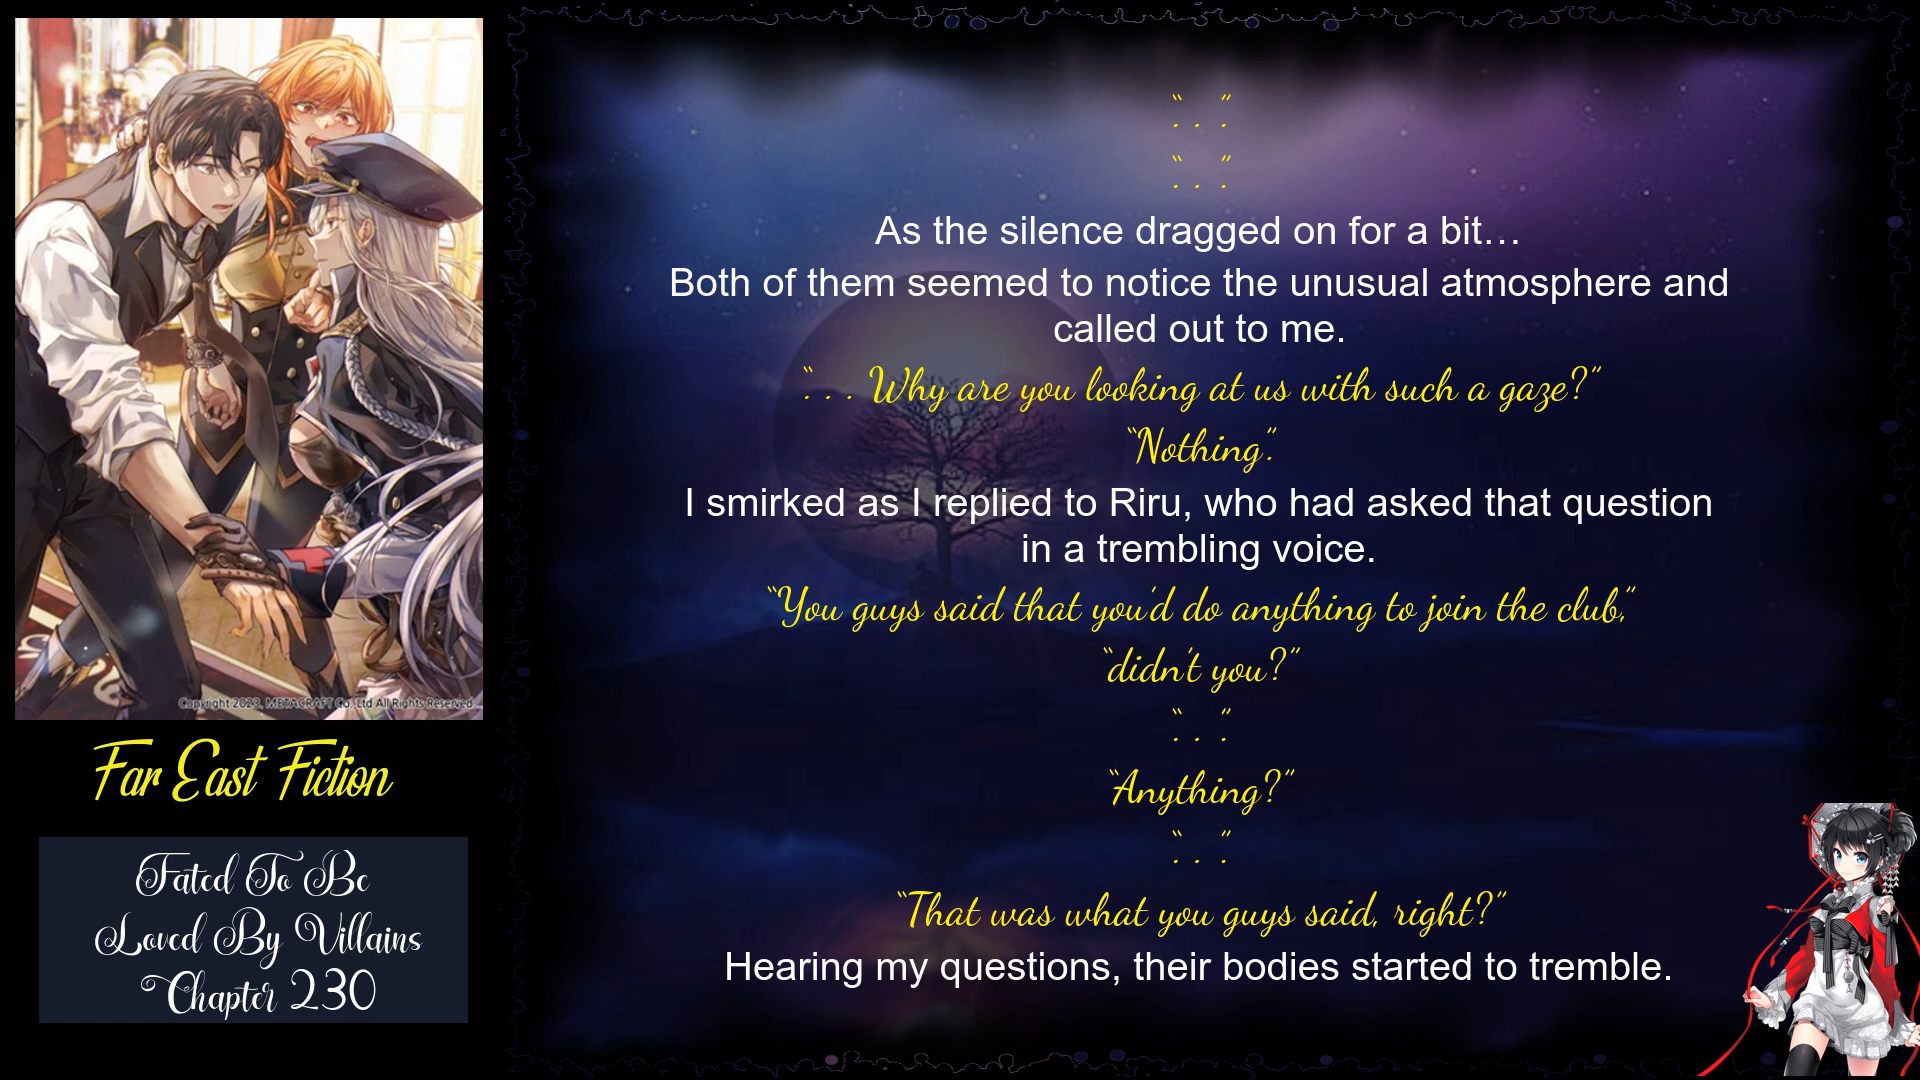 Copyright 2023, METACRAFT Co, Ltd All Rights Reserved
Far East Fiction
Fated To Be
Loved By Villains
Chapter 230
“. . .”
“. . .”
As the silence dragged on for a bit…
Both of them seemed to notice the unusual atmosphere and
called out to me.
“. . . Why are you looking at us with such a gaze?”
“Nothing.”
I smirked as I replied to Riru, who had asked that question
in a trembling voice.
“You guys said that you’d do anything to join the club,”
“didn’t you?”
“. . .”
“Anything?”
“. . .”
“That was what you guys said, right?”
Hearing my questions, their bodies started to tremble.